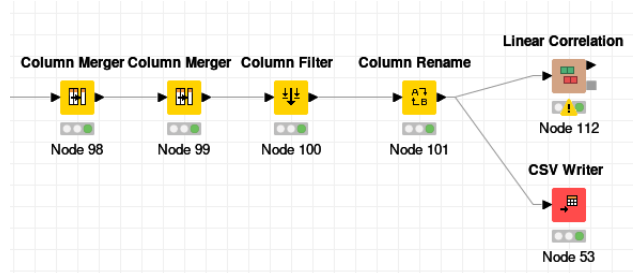 Linear Correlation
Column Merger Column Merger Column Filter Column Rename
Node 112
Node 98 Node 99 Node 100 Node 101
CSV Writer
Node 53